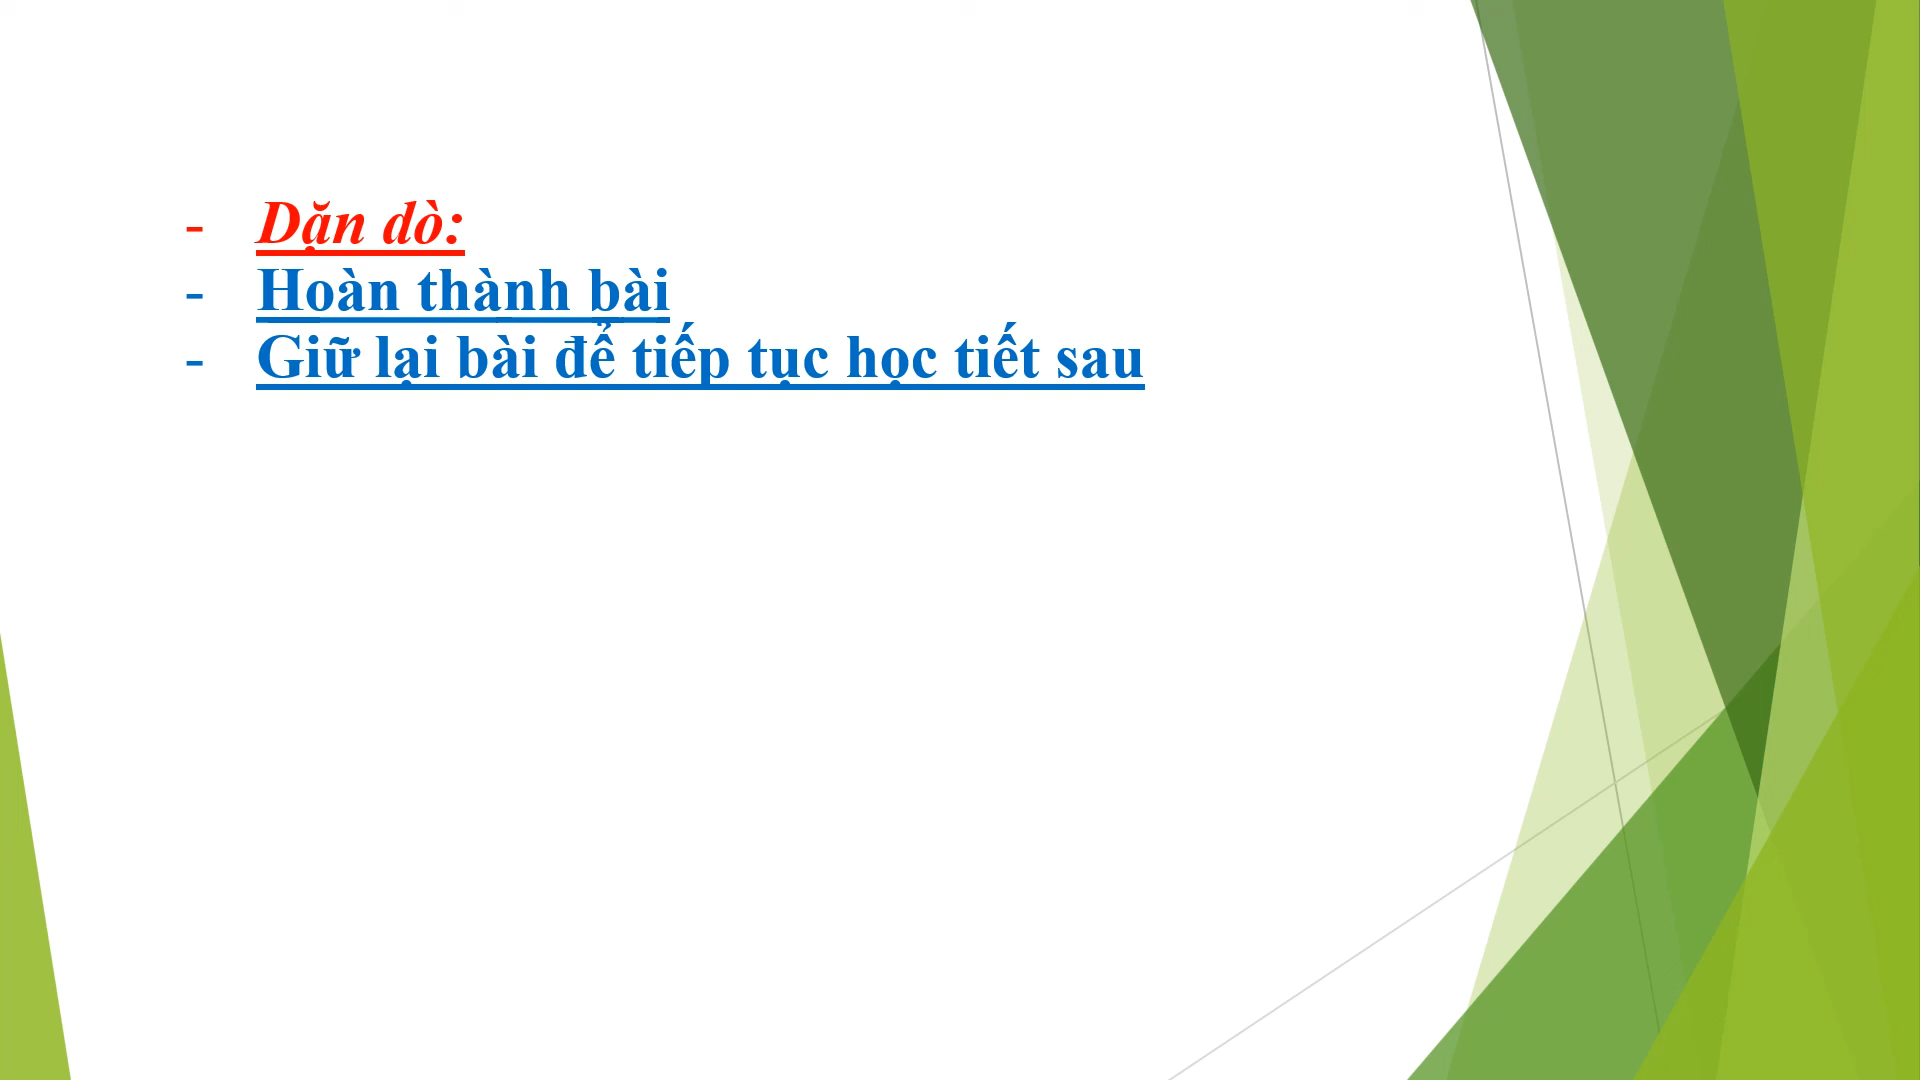 - Dặn dò:
- Hoàn thành bài
- Giữ lại bài để tiếp tục học tiết sau